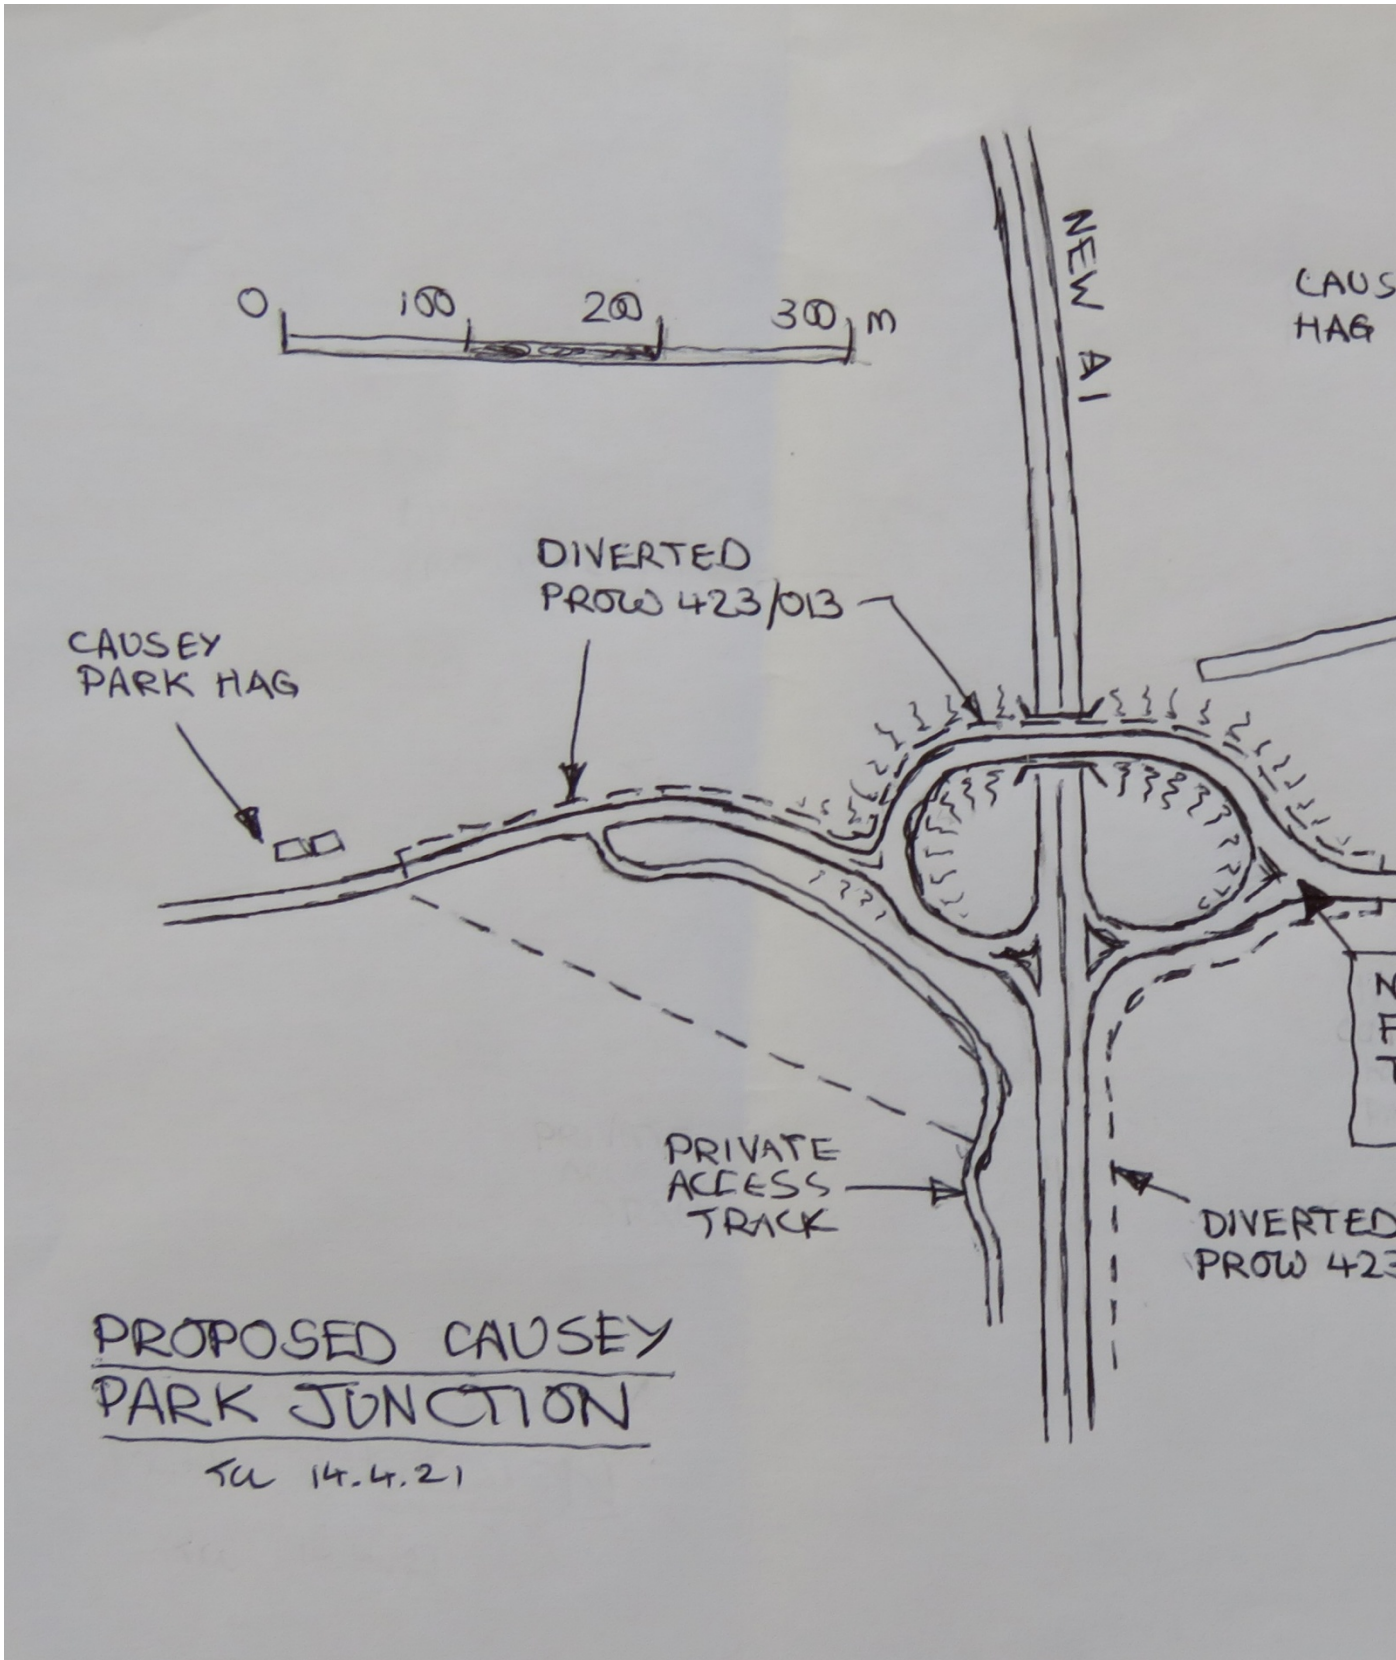 0 100 200 300 m
NEW A1
CAUS
HAG
DIVERTED
PROW 423/013
CAUSEY
PARK HAG
N
F
T
PRIVATE
ACCESS
TRACK
DIVERTED
PROW 423
PROPOSED CAUSEY
PARK JUNCTION
14.4.21